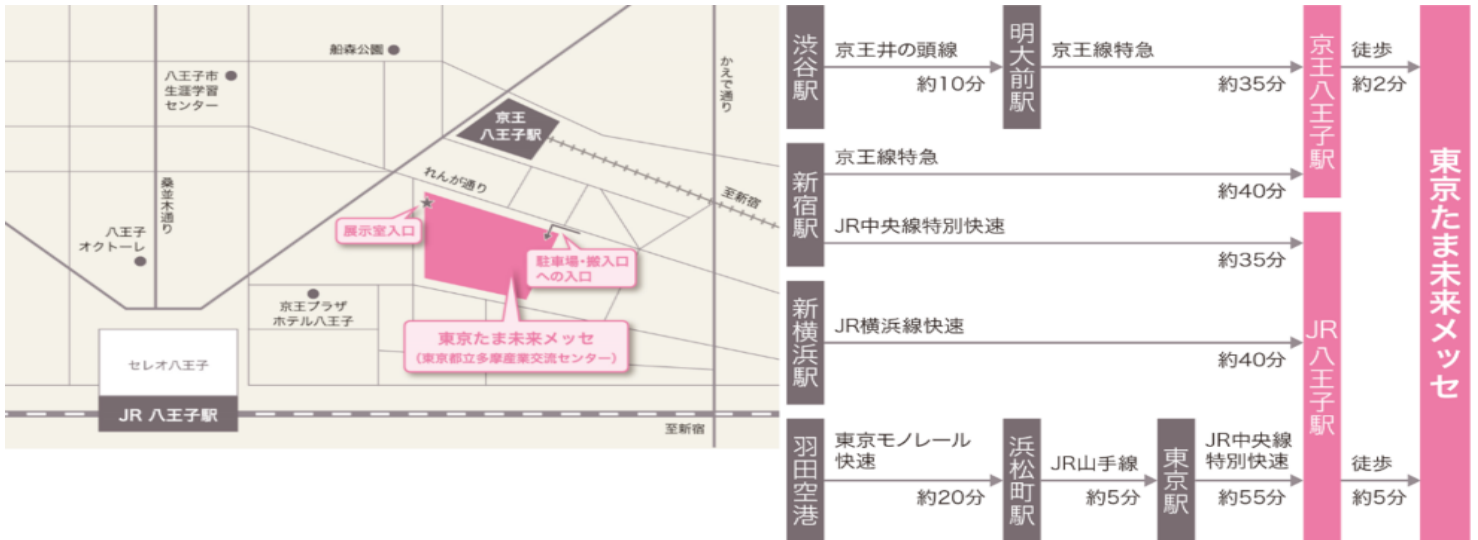 船森公園
八王子市
生涯学習
センター
かえで通り
京王
八王子駅
れんが通り
至新宿
桑並木通り
展示室入口
八王子
オクトーレ
駐車場・搬入口
への入口
京王プラザ
ホテル八王子
東京たま未来メッセ
(東京都立多摩産業交流センター)
セレオ八王子
JR 八王子駅
至新宿
渋谷駅
京王井の頭線
約10分
明大前駅
京王線特急
約35分
京王八王子駅
徒歩
約2分
新宿駅
京王線特急
約40分
JR中央線特別快速
約35分
新横浜駅
JR横浜線快速
約40分
JR八王子駅
羽田空港
東京モノレール
快速
約20分
浜松町駅
JR山手線
約5分
東京駅
JR中央線
特別快速
約55分
徒歩
約5分
東京たま未来メッセ